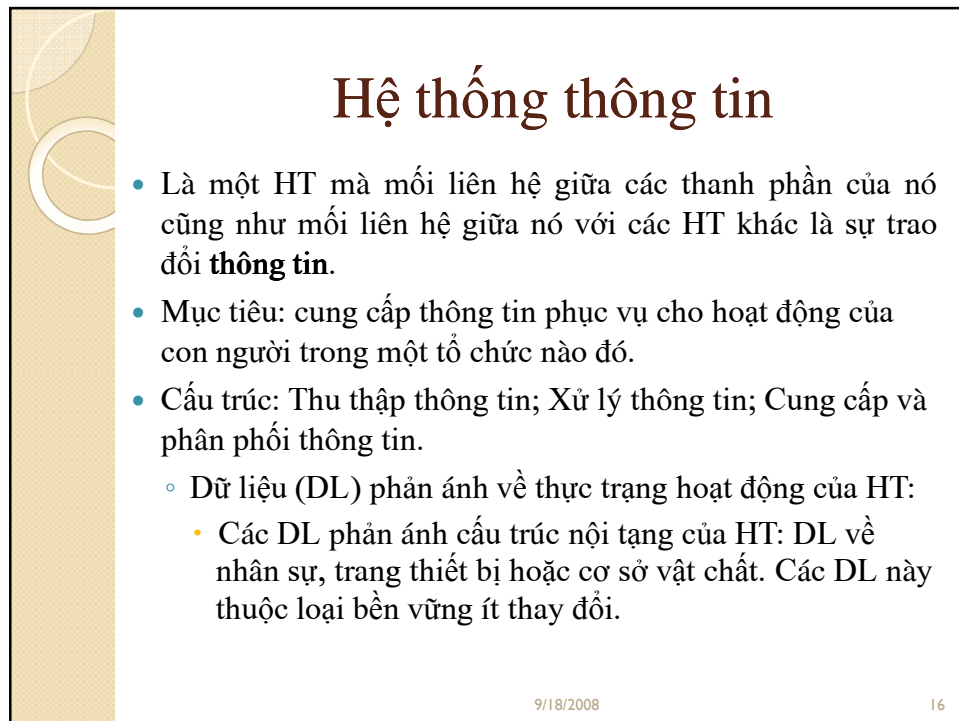 Hệ thống thông tin
• Là một HT mà mối liên hệ giữa các thanh phần của nó
cũng như mối liên hệ giữa nó với các HT khác là sự trao
đổi thông tin.
• Mục tiêu: cung cấp thông tin phục vụ cho hoạt động của
con người trong một tổ chức nào đó.
• Cấu trúc: Thu thập thông tin; Xử lý thông tin; Cung cấp và
phân phối thông tin.
◦ Dữ liệu (DL) phản ánh về thực trạng hoạt động của HT:
• Các DL phản ánh cấu trúc nội tạng của HT: DL về
nhân sự, trang thiết bị hoặc cơ sở vật chất. Các DL này
thuộc loại bền vững ít thay đổi.
9/18/2008 16